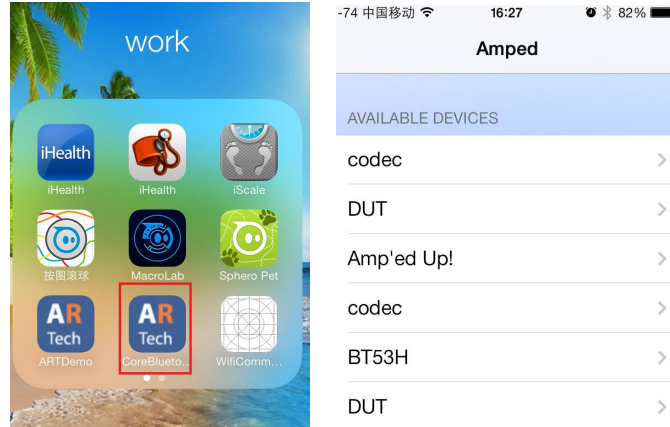 work
iHealth
iHealth
iHealth
iScale
按图滚球
MacroLab
Sphero Pet
AR
Tech
ARTDemo
AR
Tech
CoreBlueto...
WifiComm...
-74 中国移动 16:27 82%
Amped
AVAILABLE DEVICES
codec
DUT
Amp'ed Up!
codec
BT53H
DUT